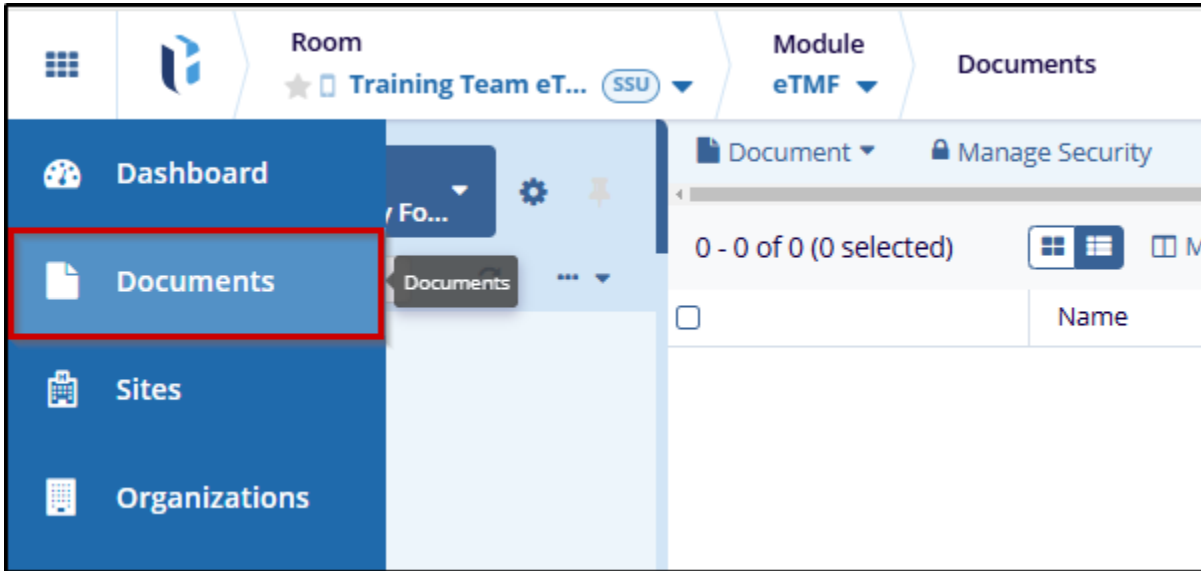 Room
Training Team eT... SSU
Module
eTMF
Documents
Dashboard
Documents
Sites
Organizations
y Fo...
Documents
Document
Manage Security
0 - 0 of 0 (0 selected)
M
Name